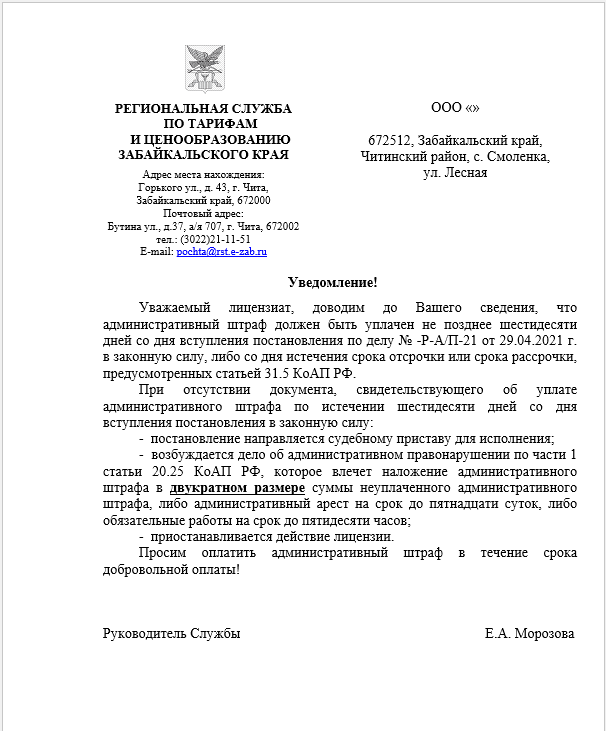 РЕГИОНАЛЬНАЯ СЛУЖБА
ПО ТАРИФАМ
И ЦЕНООБРАЗОВАНИЮ
ЗАБАЙКАЛЬСКОГО КРАЯ
Адрес места нахождения:
Горького ул., д. 43, г. Чита,
Забайкальский край, 672000
Почтовый адрес:
Бутина ул., д.37, а/я 707, г. Чита, 672002
тел.: (3022)21-11-51
E-mail: pochta@rst.e-zab.ru
ООО «»
672512, Забайкальский край,
Читинский район, с. Смоленка,
ул. Лесная
Уведомление!
Уважаемый лицензиат, доводим до Вашего сведения, что
административный штраф должен быть уплачен не позднее шестидесяти
дней со дня вступления постановления по делу № -Р-А/П-21 от 29.04.2021 г.
в законную силу, либо со дня истечения срока отсрочки или срока рассрочки,
предусмотренных статьей 31.5 КоАП РФ.
При отсутствии документа, свидетельствующего об уплате
административного штрафа по истечении шестидесяти дней со дня
вступления постановления в законную силу:
- постановление направляется судебному приставу для исполнения;
- возбуждается дело об административном правонарушении по части 1
статьи 20.25 КоАП РФ, которое влечет наложение административного
штрафа в двукратном размере суммы неуплаченного административного
штрафа, либо административный арест на срок до пятнадцати суток, либо
обязательные работы на срок до пятидесяти часов;
- приостанавливается действие лицензии.
Просим оплатить административный штраф в течение срока
добровольной оплаты!
Руководитель Службы
Е.А. Морозова